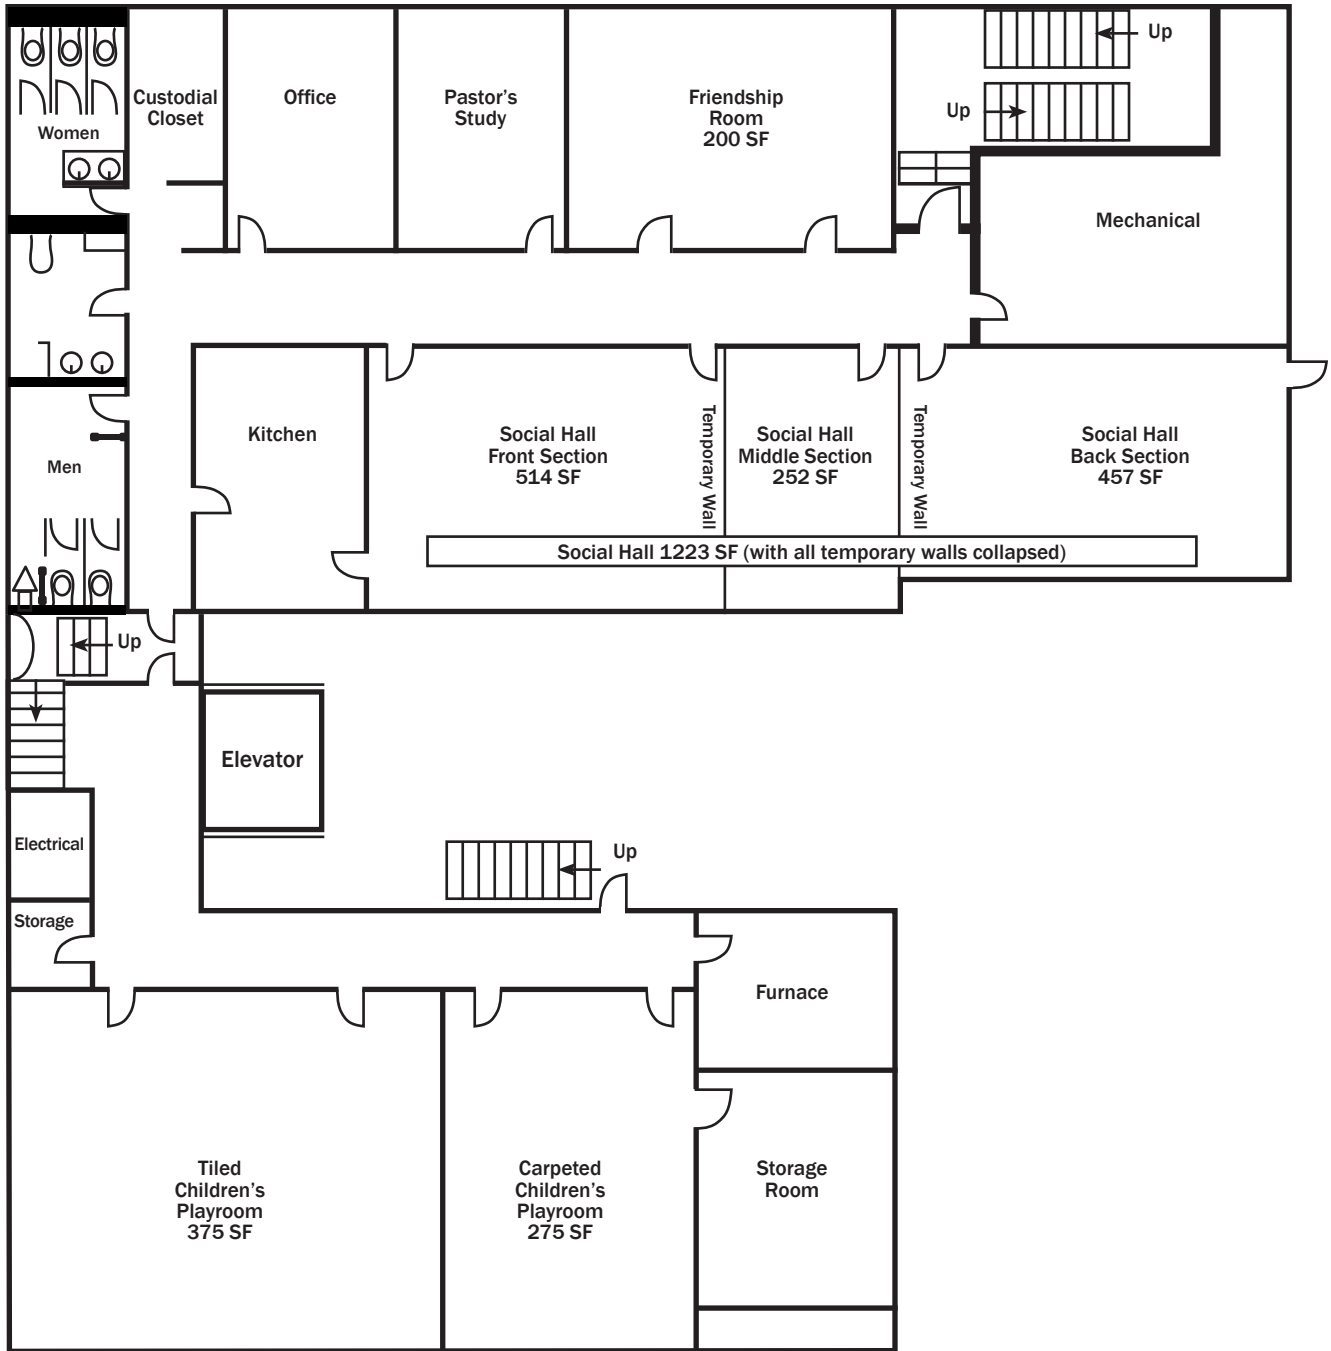 Up
Up
Custodial
Closet
Office
Pastor's
Study
Friendship
Room
200 SF
Women
Mechanical
Kitchen
Social Hall
Front Section
514 SF
Temporary Wall
Social Hall
Middle Section
252 SF
Temporary Wall
Social Hall
Back Section
457 SF
Men
Social Hall 1223 SF (with all temporary walls collapsed)
Up
Elevator
Electrical
Up
Storage
Furnace
Tiled
Children's
Playroom
375 SF
Carpeted
Children's
Playroom
275 SF
Storage
Room